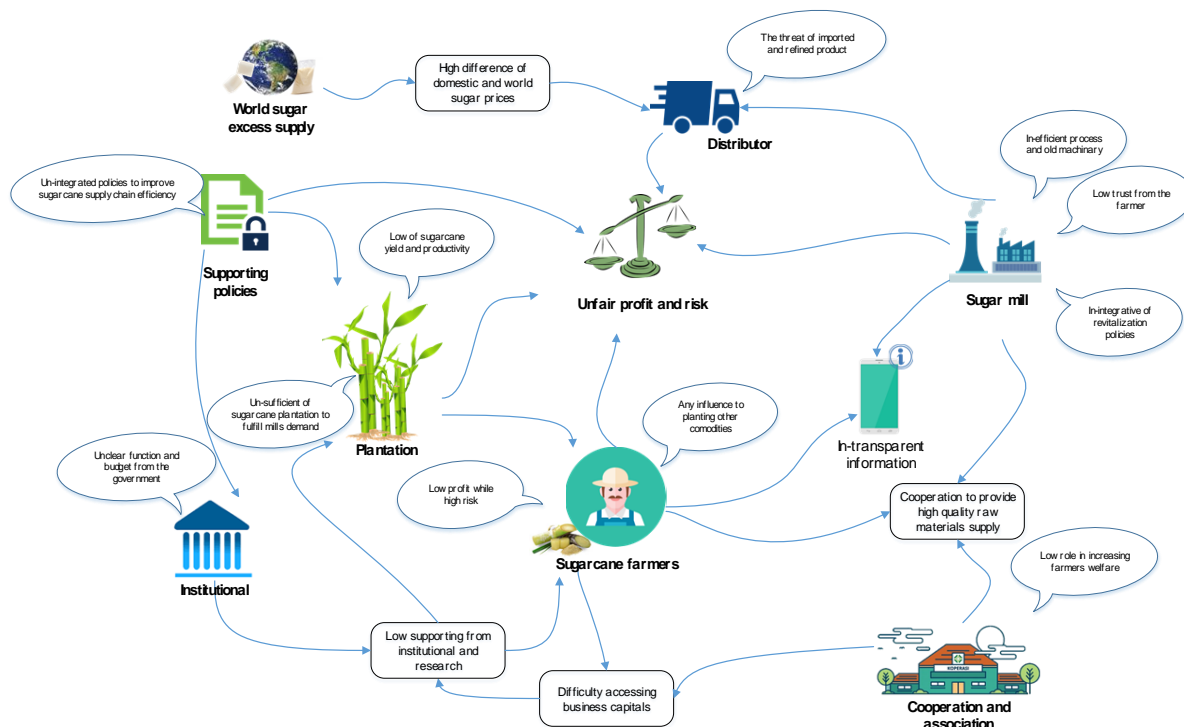 The threat of imported
and refined product
High difference of
domestic and world
sugar prices
World sugar
excess supply
Distributor
In-efficient process
and old machinary
Un-integrated policies to improve
sugarcane supply chain efficiency
Low trust from the
farmer
Low of sugarcane
yield and productivity
Supporting
policies
Unfair profit and risk
Sugar mill
In-integrative of
revitalization
policies
Un-sufficient of
sugarcane plantation to
fulfill mills demand
Any influence to
planting other
comodities
Plantation
In-transparent
information
Unclear function and
budget from the
government
Low profit while
high risk
Cooperation to provide
high quality raw
materials supply
Sugarcane farmers
Low role in increasing
farmers welfare
Institutional
Low supporting from
institutional and
research
KOPERASI
Difficulty accessing
business capitals
Cooperation and
association